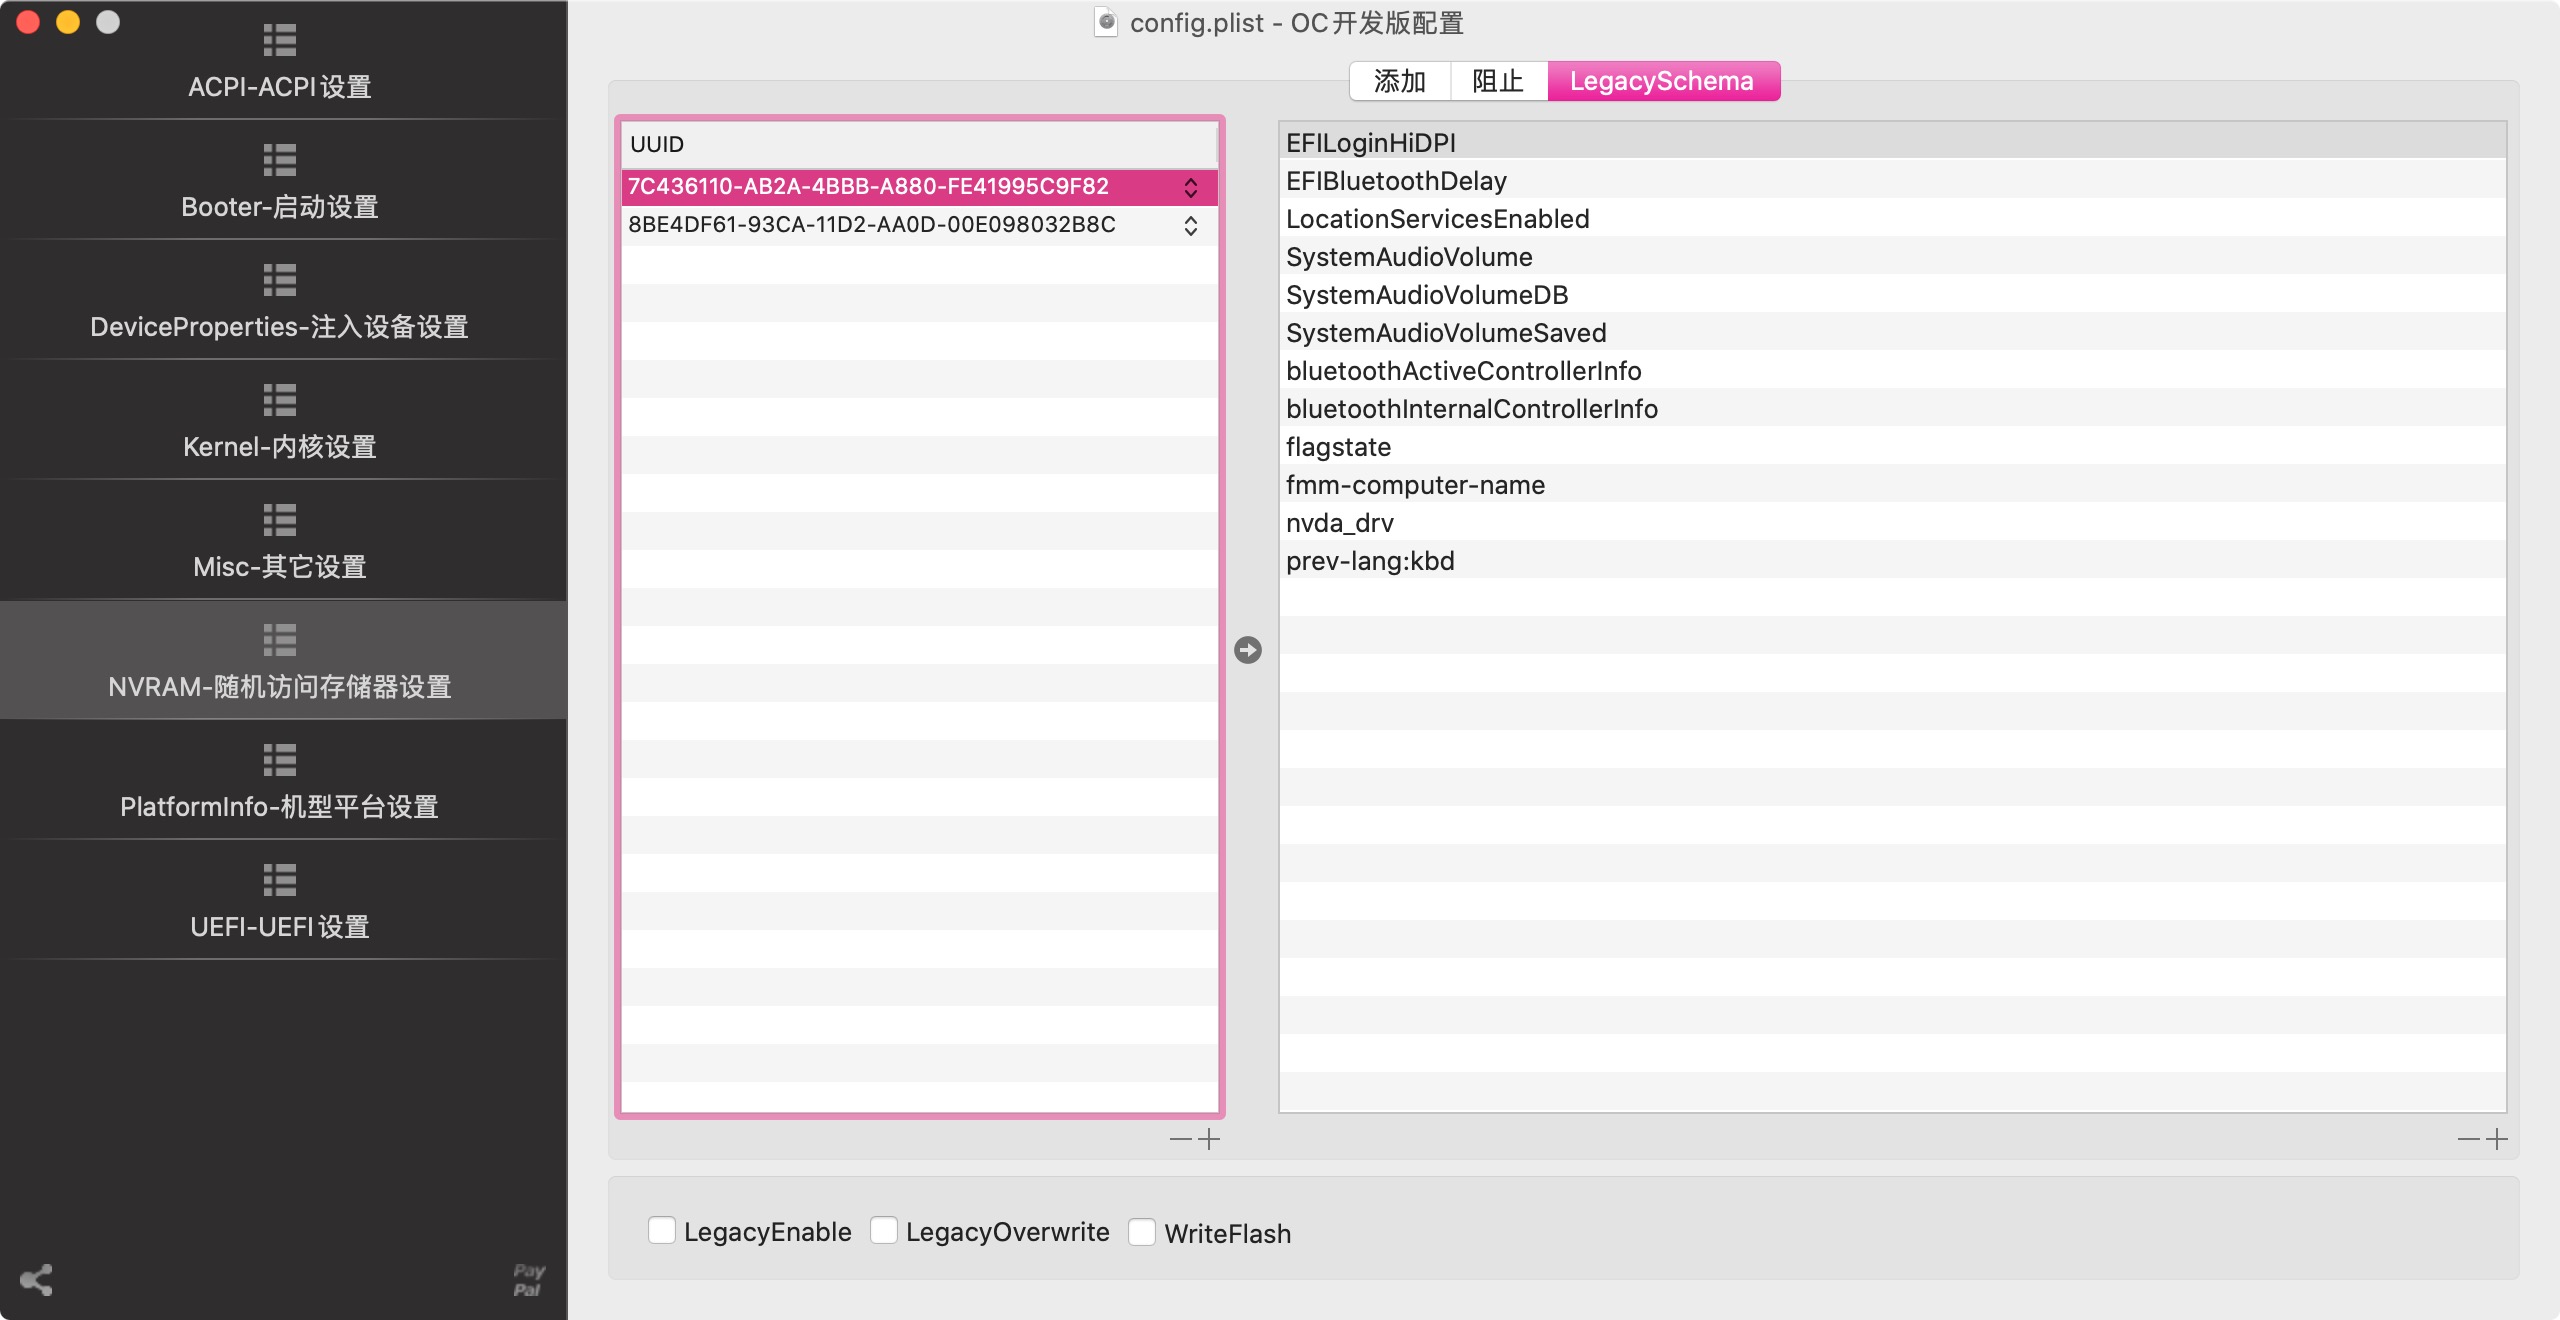 config.plist - OC开发版配置
ACPI-ACPI设置
Booter-启动设置
DeviceProperties-注入设备设置
Kernel-内核设置
Misc-其它设置
NVRAM-随机访问存储器设置
PlatformInfo-机型平台设置
UEFI-UEFI设置
Pay
Pal
添加 阻止 LegacySchema
UUID
7C436110-AB2A-4BBB-A880-FE41995C9F82
8BE4DF61-93CA-11D2-AA0D-00E098032B8C
EFILoginHiDPI
EFIBluetoothDelay
LocationServicesEnabled
SystemAudioVolume
SystemAudioVolumeDB
SystemAudioVolumeSaved
bluetoothActiveControllerInfo
bluetoothInternalControllerInfo
flagstate
fmm-computer-name
nvda_drv
prev-lang:kbd
LegacyEnable LegacyOverwrite WriteFlash